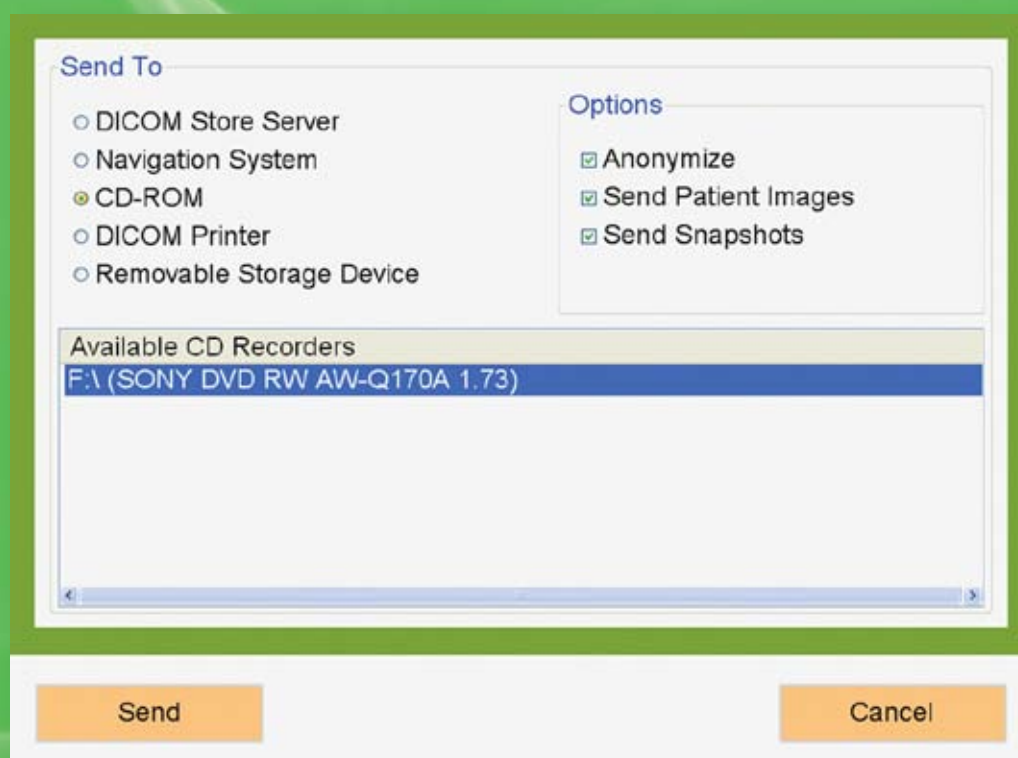 Send To
DICOM Store Server
Navigation System
CD-ROM
DICOM Printer
Removable Storage Device
Options
Anonymize
Send Patient Images
Send Snapshots
Available CD Recorders
F:\ (SONY DVD RW AW-Q170A 1.73)
Send
Cancel